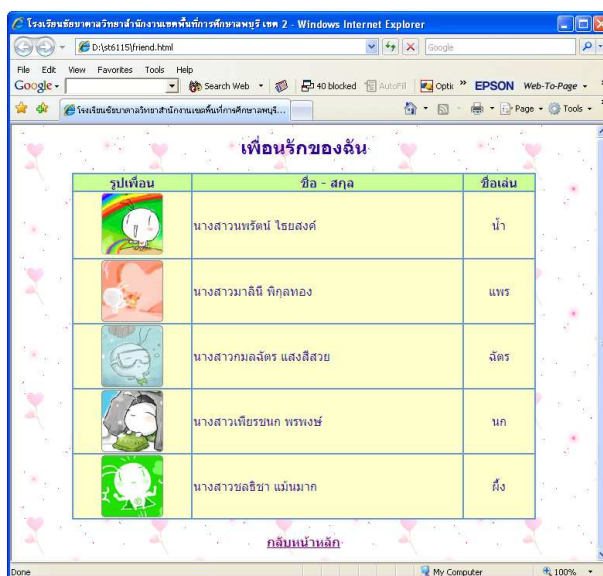 โรงเรียนชัยบาดาลวิทยาสำนักงานเขตพื้นที่การศึกษาลพบุรี เขต 2 - Windows Internet Explorer
D:\st6115\friend.html
Google
File Edit View Favorites Tools Help
Google Search Web 40 blocked AutoFill Optic » EPSON Web-To-Page
โรงเรียนชัยบาดาลวิทยาสำนักงานเขตพื้นที่การศึกษาลพบุรี... Page Tools
เพื่อนรักของฉัน
รูปเพื่อน ชื่อ - สกุล ชื่อเล่น
นางสาวนพรัตน์ ไธยสงค์ น้ำ
นางสาวมาลินี พิกุลทอง แพร
นางสาวกมลฉัตร แสงสีสวย ฉัตร
นางสาวเพียรชนก พรพงษ์ นก
นางสาวชลธิชา แม้นมาก ผึ้ง
กลับหน้าหลัก
Done My Computer 100%